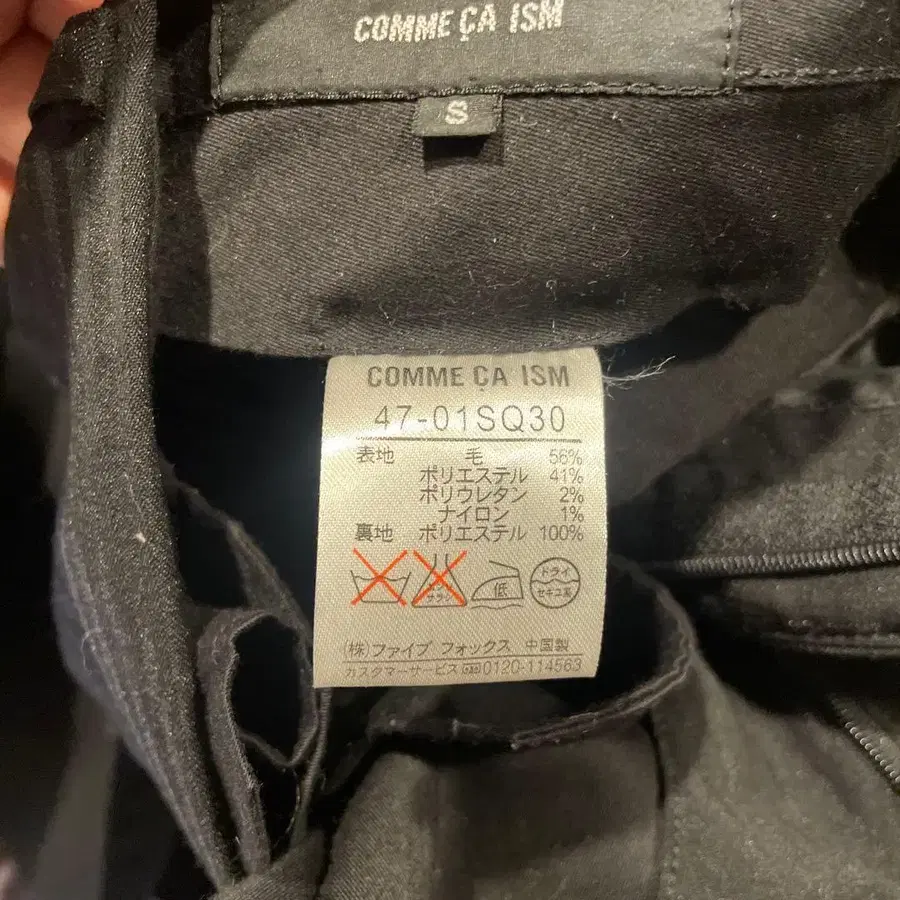 COMME ÇA ISM
S
COMME ÇA ISM
47-01SQ30
表地 毛 56%
ポリエステル 41%
ポリウレタン 2%
ナイロン 1%
裏地 ポリエステル 100%
低 ドライ
セキユ系
(株)ファイブ フォックス 中国製
カスタマーサービス 0120-114563